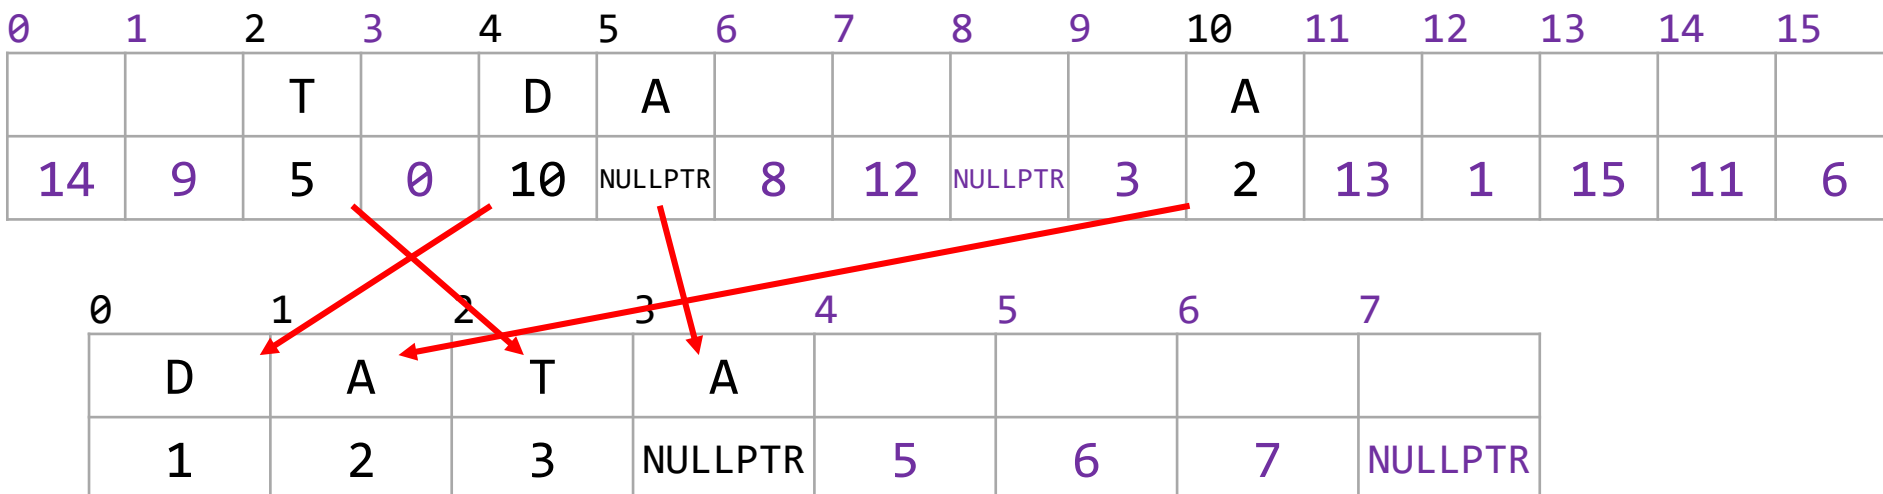 0 1 2 3 4 5 6 7 8 9 10 11 12 13 14 15
T D A A
14 9 5 0 10 NULLPTR 8 12 NULLPTR 3 2 13 1 15 11 6
0 1 2 3 4 5 6 7
D A T A
1 2 3 NULLPTR 5 6 7 NULLPTR